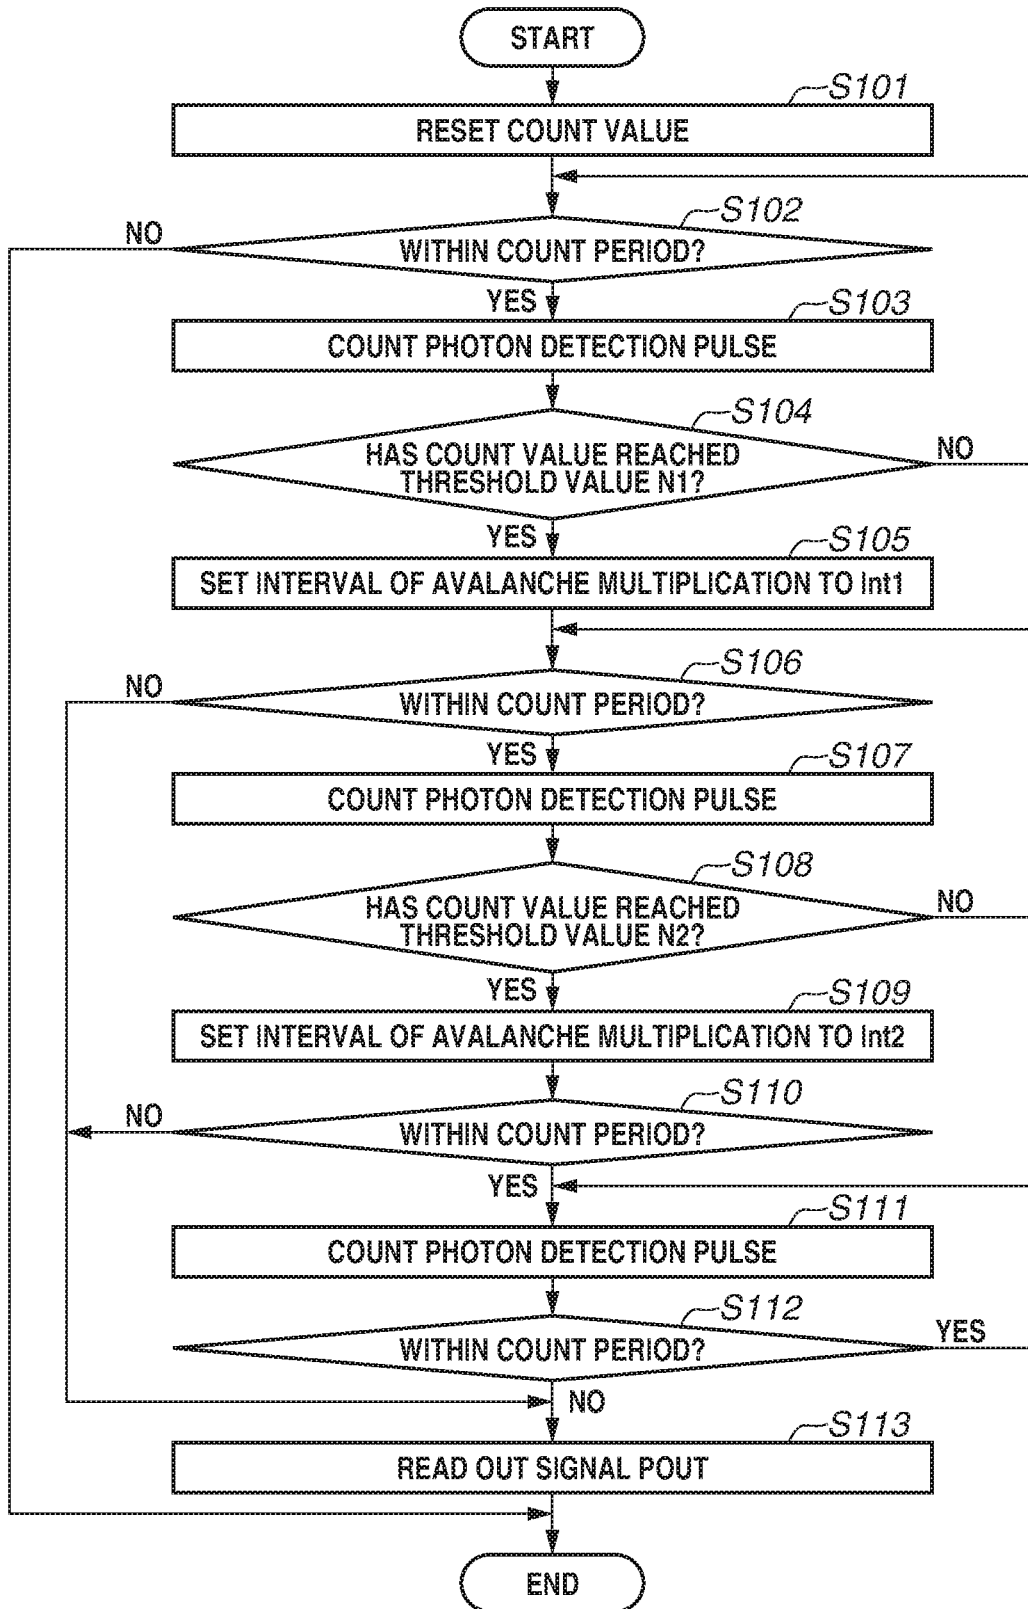 START
S101
RESET COUNT VALUE
S102
NO
WITHIN COUNT PERIOD?
YES
S103
COUNT PHOTON DETECTION PULSE
S104
HAS COUNT VALUE REACHED
THRESHOLD VALUE N1?
NO
YES
S105
SET INTERVAL OF AVALANCHE MULTIPLICATION TO Int1
S106
NO
WITHIN COUNT PERIOD?
YES
S107
COUNT PHOTON DETECTION PULSE
S108
HAS COUNT VALUE REACHED
THRESHOLD VALUE N2?
NO
YES
S109
SET INTERVAL OF AVALANCHE MULTIPLICATION TO Int2
S110
NO
WITHIN COUNT PERIOD?
YES
S111
COUNT PHOTON DETECTION PULSE
S112
WITHIN COUNT PERIOD?
YES
NO
S113
READ OUT SIGNAL POUT
END